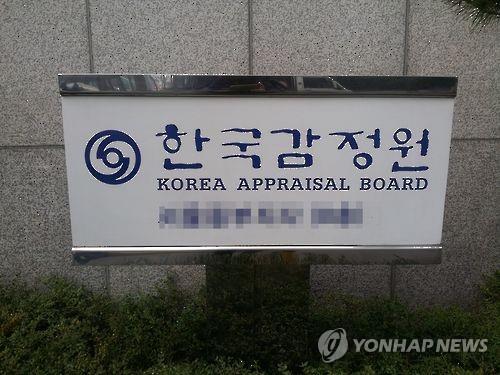 한국감정원
KOREA APPRAISAL BOARD
YONHAP NEWS